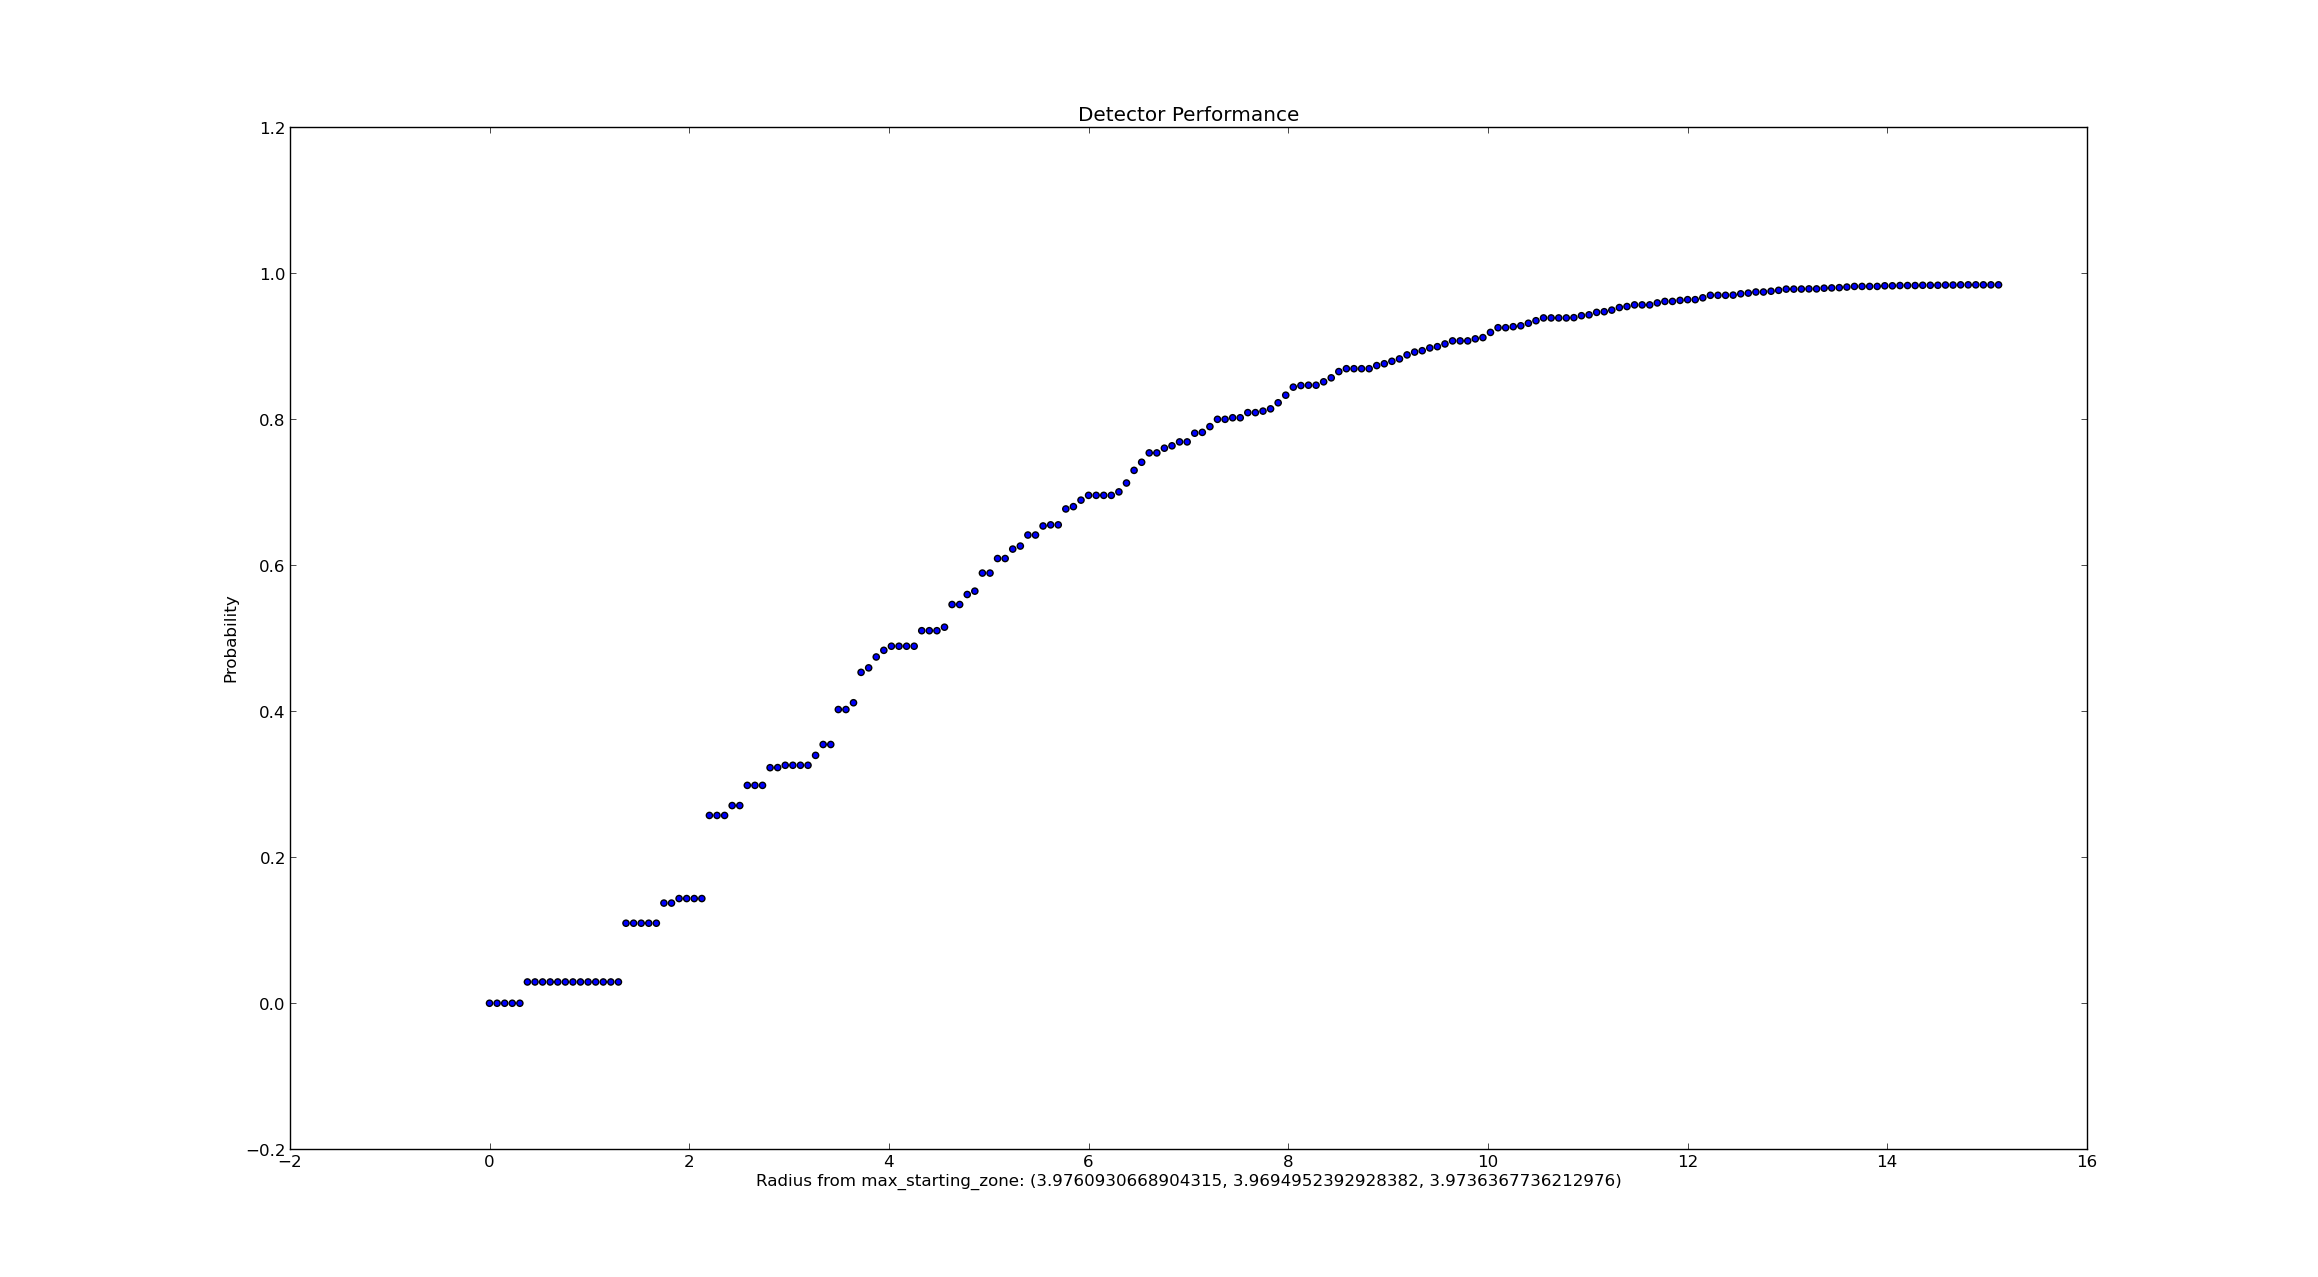 Detector Performance
1.2
1.0
0.8
0.6
0.4
0.2
0.0
−0.2
Probability
−2 0 2 4 6 8 10 12 14 16
Radius from max_starting_zone: (3.9760930668904315, 3.9694952392928382, 3.9736367736212976)